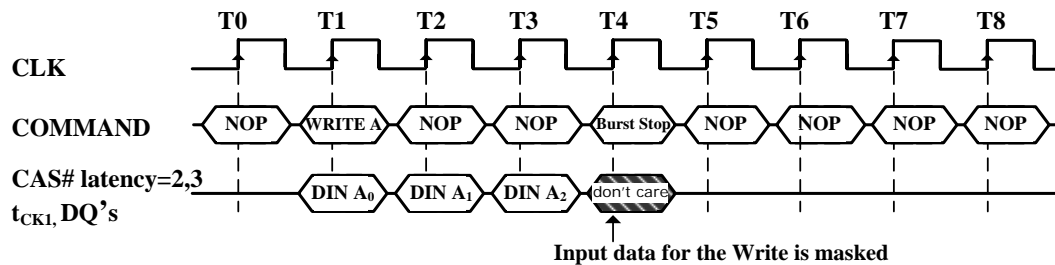 T0 T1 T2 T3 T4 T5 T6 T7 T8
CLK
COMMAND NOP WRITE A NOP NOP Burst Stop NOP NOP NOP NOP
CAS# latency=2,3
tCK1, DQ's DIN A0 DIN A1 DIN A2 don't care
Input data for the Write is masked